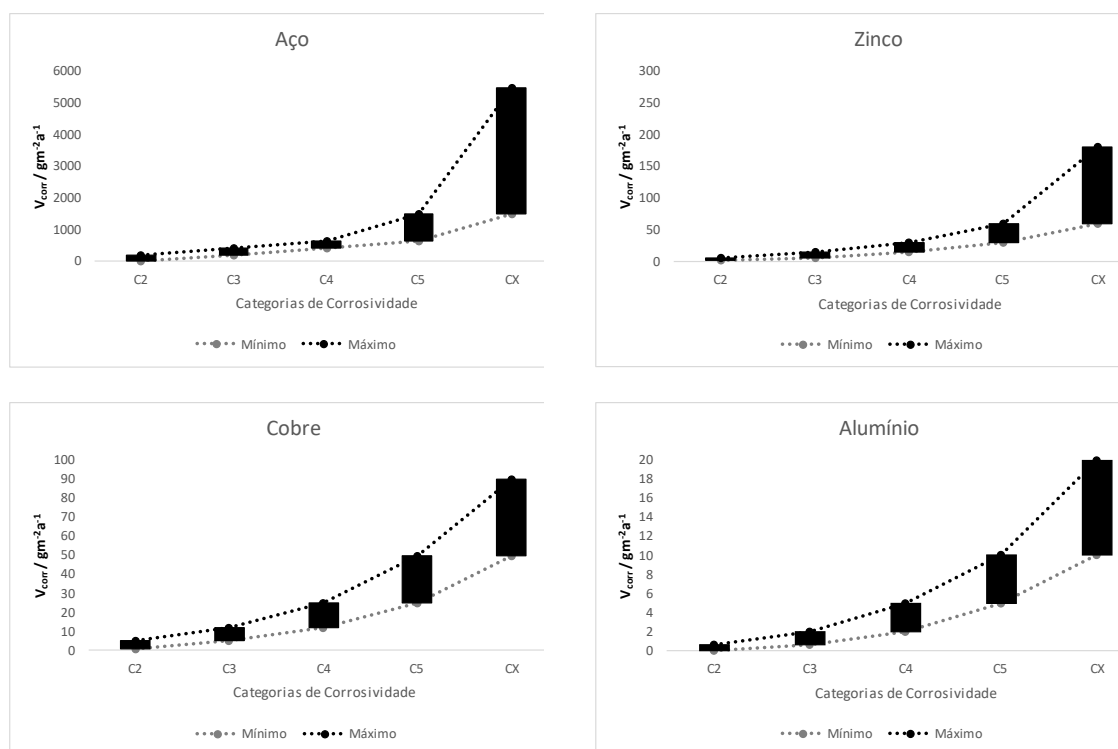 Aço
6000
5000
4000
3000
2000
1000
0
V_corr / gm⁻²a⁻¹
C2 C3 C4 C5 CX
Categorias de Corrosividade
Mínimo Máximo
Zinco
300
250
200
150
100
50
0
V_corr / gm⁻²a⁻¹
C2 C3 C4 C5 CX
Categorias de Corrosividade
Mínimo Máximo
Cobre
100
90
80
70
60
50
40
30
20
10
0
V_corr / gm⁻²a⁻¹
C2 C3 C4 C5 CX
Categorias de Corrosividade
Mínimo Máximo
Alumínio
20
18
16
14
12
10
8
6
4
2
0
V_corr / gm⁻²a⁻¹
C2 C3 C4 C5 CX
Categorias de Corrosividade
Mínimo Máximo